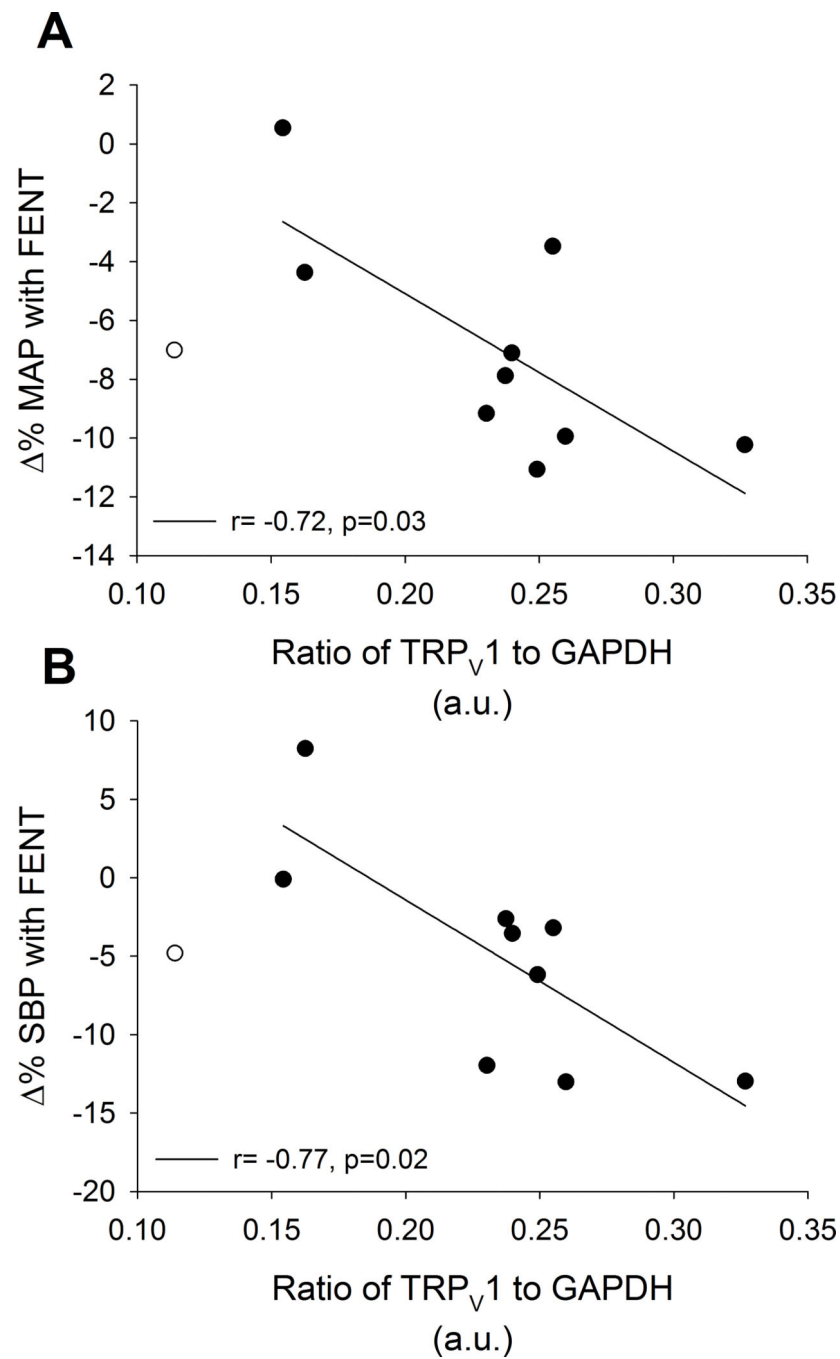 A
Δ% MAP with FENT
2
0
-2
-4
-6
-8
-10
-12
-14
r= -0.72, p=0.03
0.10 0.15 0.20 0.25 0.30 0.35
Ratio of TRPV1 to GAPDH
(a.u.)
B
Δ% SBP with FENT
10
5
0
-5
-10
-15
-20
r= -0.77, p=0.02
0.10 0.15 0.20 0.25 0.30 0.35
Ratio of TRPV1 to GAPDH
(a.u.)